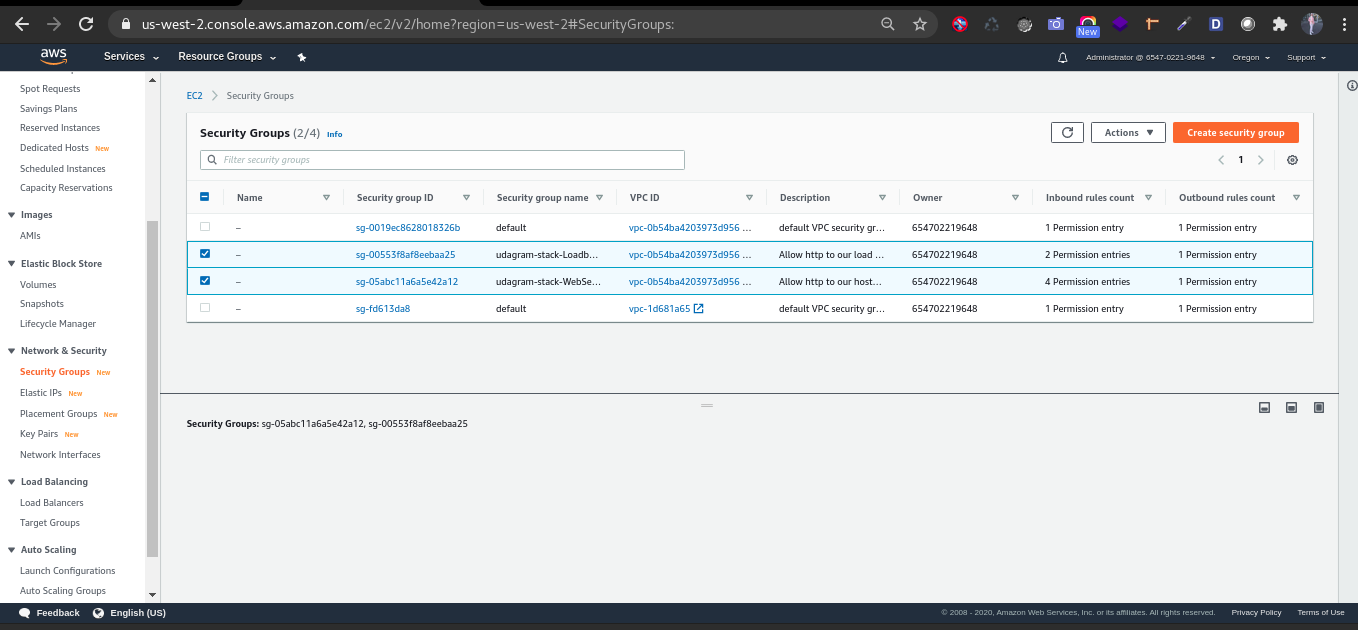 us-west-2.console.aws.amazon.com/ec2/v2/home?region=us-west-2#SecurityGroups:
New
D
aws Services Resource Groups Administrator @ 6547-0221-9648 Oregon Support
Spot Requests
Savings Plans
Reserved Instances
Dedicated Hosts New
Scheduled Instances
Capacity Reservations
Images
AMIs
Elastic Block Store
Volumes
Snapshots
Lifecycle Manager
Network & Security
Security Groups New
Elastic IPs New
Placement Groups New
Key Pairs New
Network Interfaces
Load Balancing
Load Balancers
Target Groups
Auto Scaling
Launch Configurations
Auto Scaling Groups
EC2 > Security Groups
Security Groups (2/4) Info
Actions Create security group
Filter security groups
1
Name Security group ID Security group name VPC ID Description Owner Inbound rules count Outbound rules count
– sg-0019ec8628018326b default vpc-0b54ba4203973d956 ... default VPC security gr... 654702219648 1 Permission entry 1 Permission entry
– sg-00553f8af8eebaa25 udagram-stack-Loadb... vpc-0b54ba4203973d956 ... Allow http to our load ... 654702219648 2 Permission entries 1 Permission entry
– sg-05abc11a6a5e42a12 udagram-stack-WebSe... vpc-0b54ba4203973d956 ... Allow http to our host... 654702219648 4 Permission entries 1 Permission entry
– sg-fd613da8 default vpc-1d681a65 default VPC security gr... 654702219648 1 Permission entry 1 Permission entry
Security Groups: sg-05abc11a6a5e42a12, sg-00553f8af8eebaa25
Feedback English (US) © 2008 - 2020, Amazon Web Services, Inc. or its affiliates. All rights reserved. Privacy Policy Terms of Use